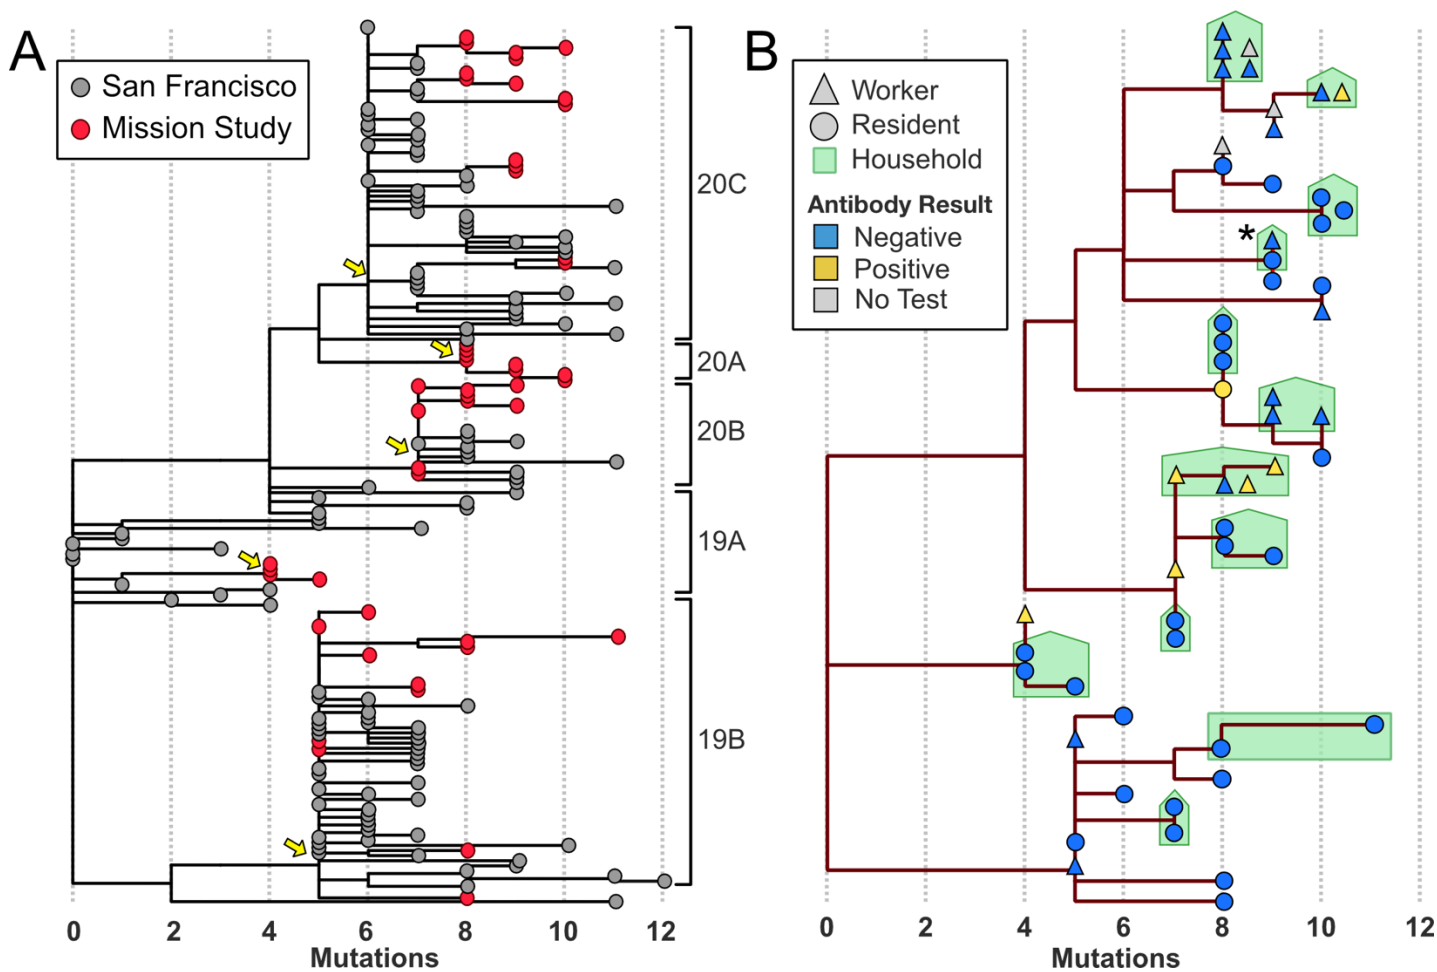 A
San Francisco
Mission Study
20C
20A
20B
19A
19B
0 2 4 6 8 10 12
Mutations
B
Worker
Resident
Household
Antibody Result
Negative
Positive
No Test
*
0 2 4 6 8 10 12
Mutations